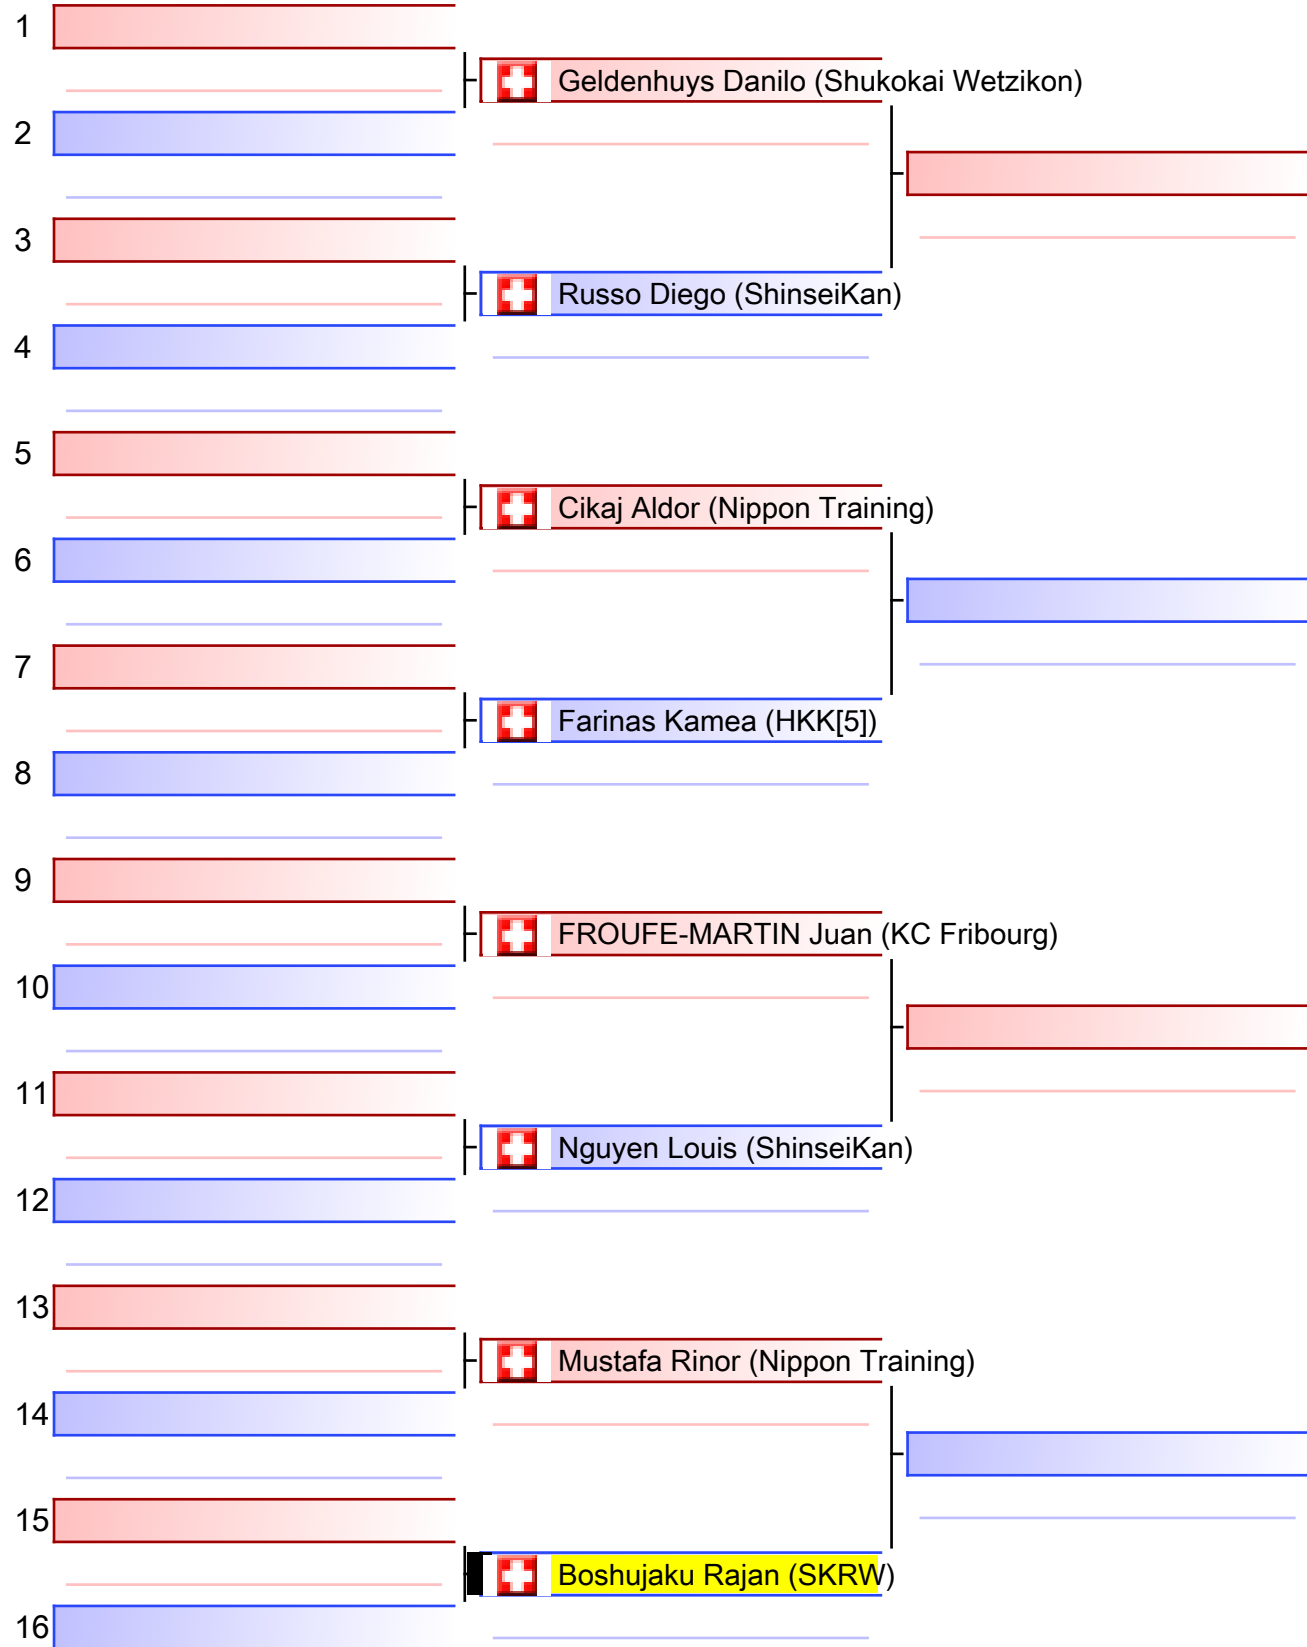 1
Geldenhuys Danilo (Shukokai Wetzikon)
2
3
Russo Diego (ShinseiKan)
4
5
Cikaj Aldor (Nippon Training)
6
7
Farinas Kamea (HKK[5])
8
9
FROUFE-MARTIN Juan (KC Fribourg)
10
11
Nguyen Louis (ShinseiKan)
12
13
Mustafa Rinor (Nippon Training)
14
15
Boshujaku Rajan (SKRW)
16